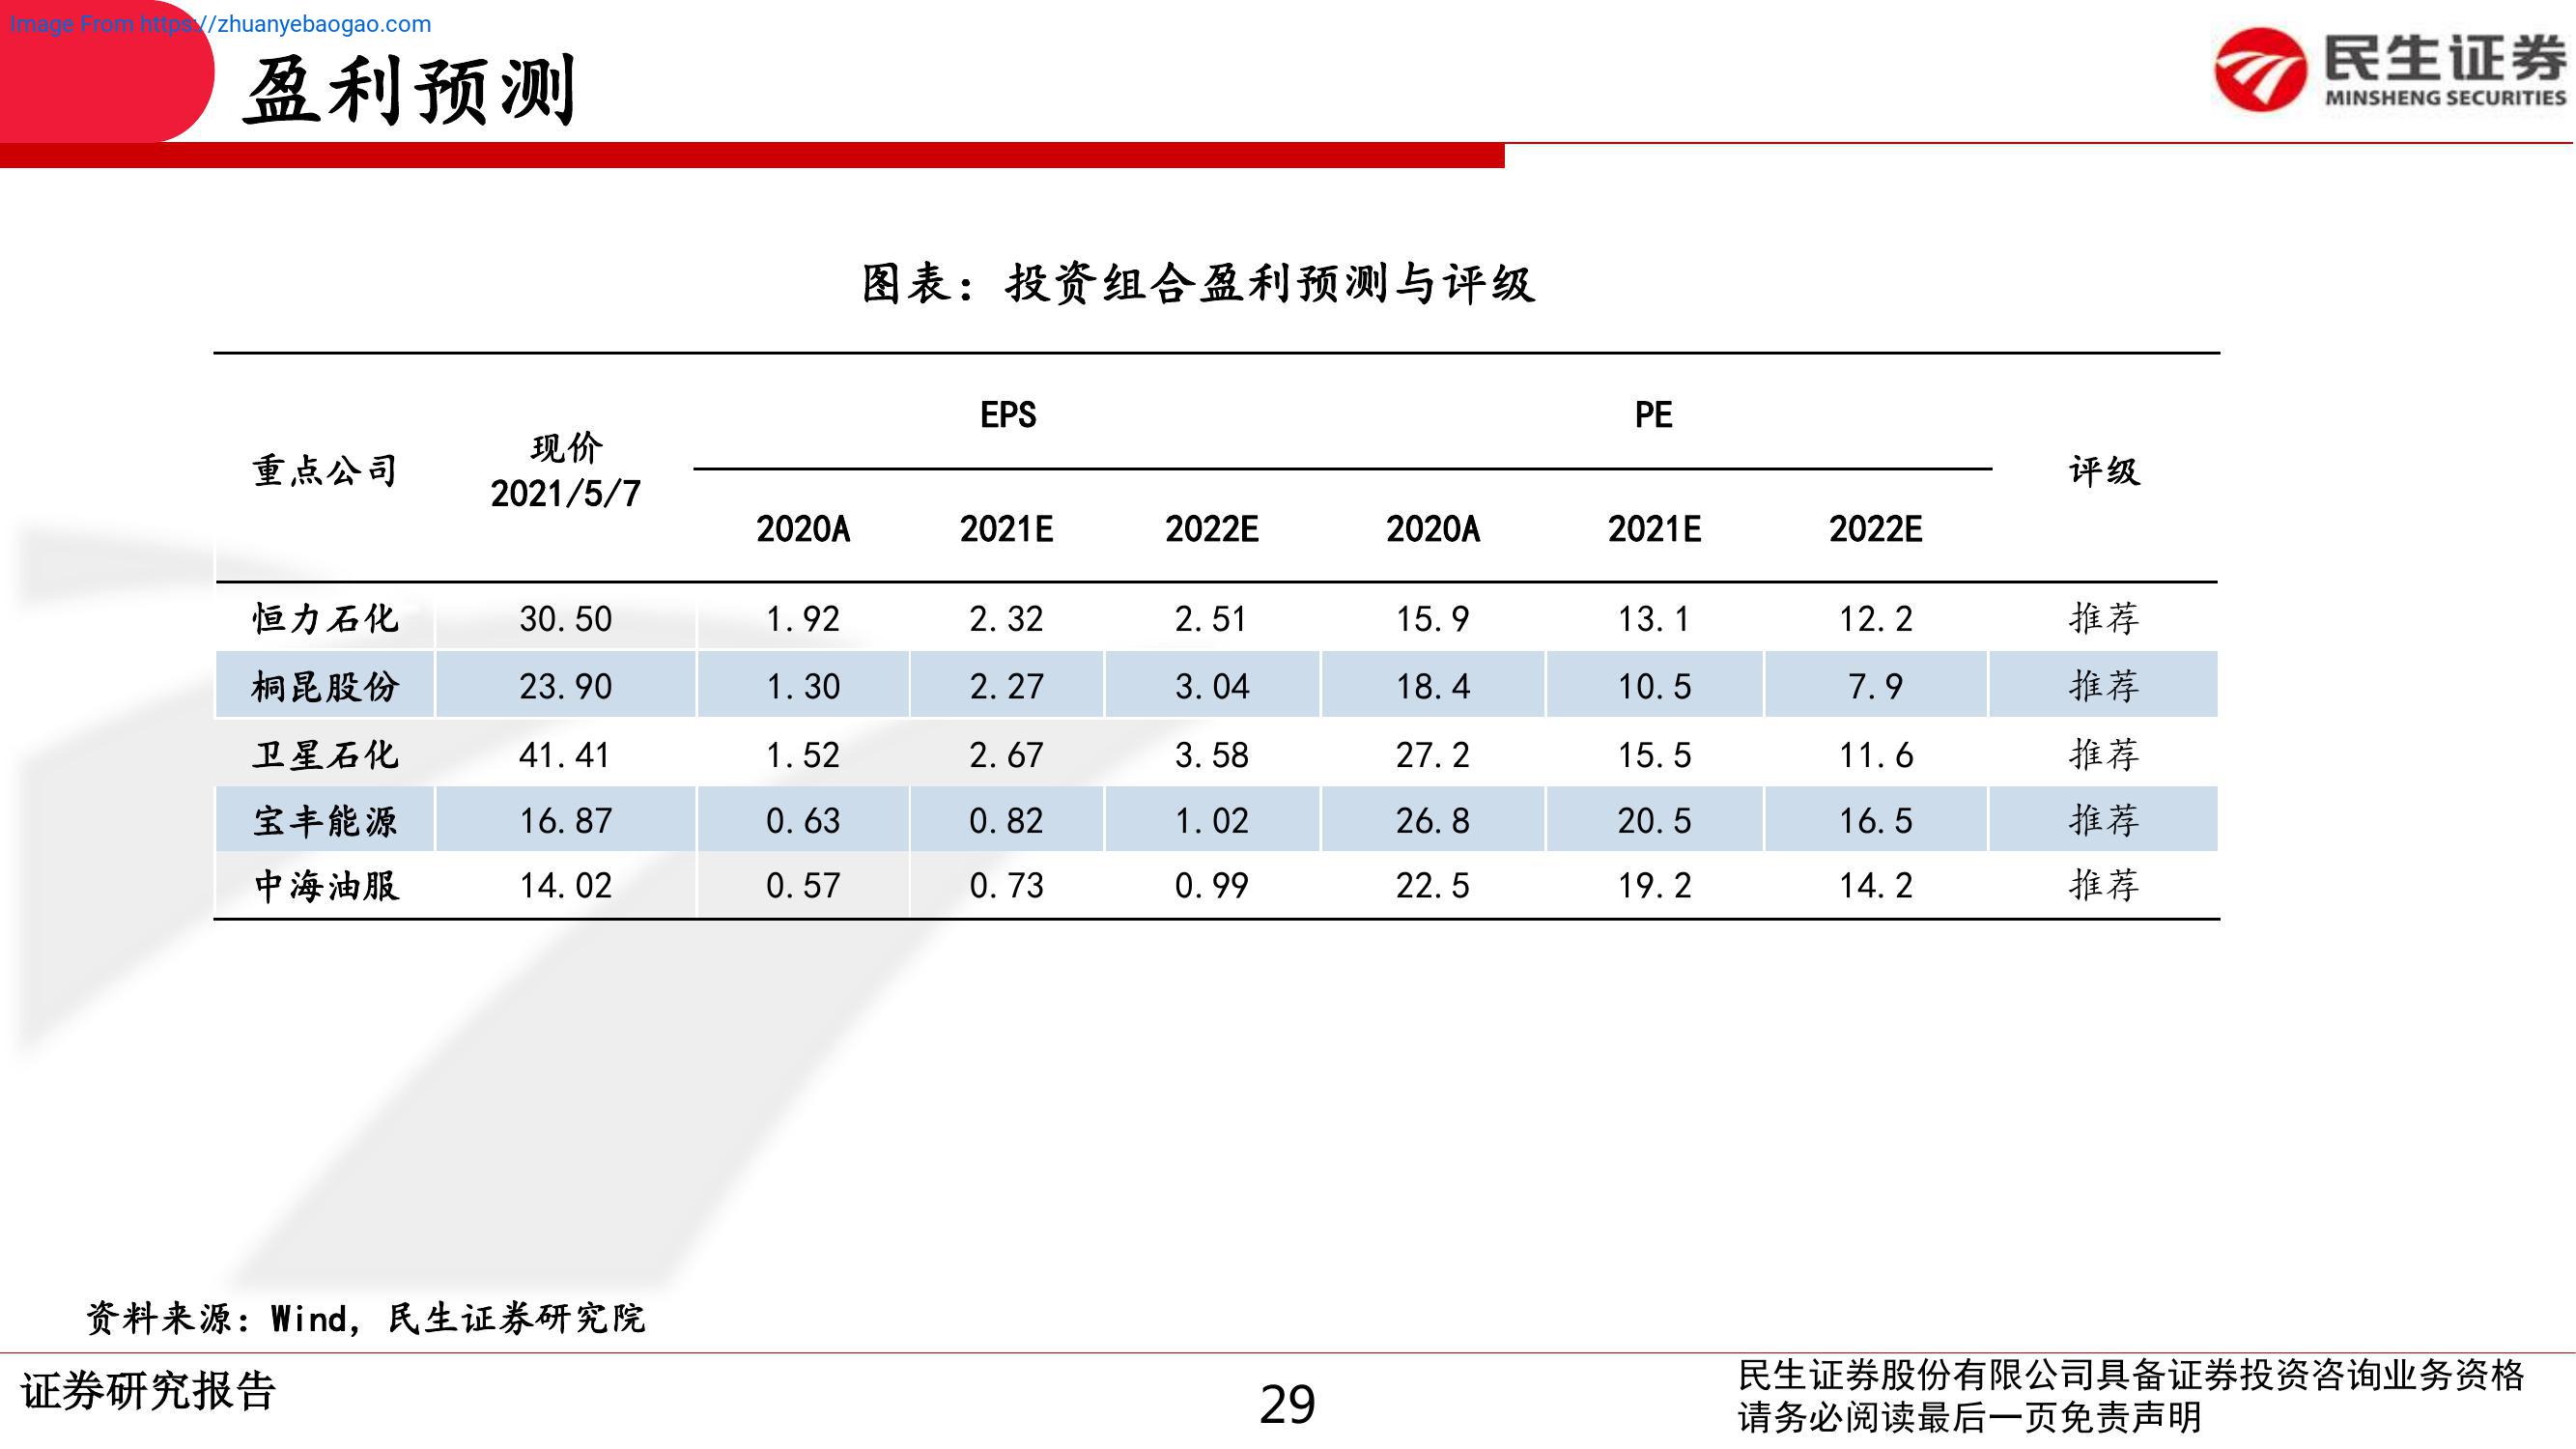 Image From https://zhuanyebaogao.com
盈利预测
民生证券
MINSHENG SECURITIES
图表：投资组合盈利预测与评级
重点公司 现价 2021/5/7 EPS PE 评级
2020A 2021E 2022E 2020A 2021E 2022E
恒力石化 30.50 1.92 2.32 2.51 15.9 13.1 12.2 推荐
桐昆股份 23.90 1.30 2.27 3.04 18.4 10.5 7.9 推荐
卫星石化 41.41 1.52 2.67 3.58 27.2 15.5 11.6 推荐
宝丰能源 16.87 0.63 0.82 1.02 26.8 20.5 16.5 推荐
中海油服 14.02 0.57 0.73 0.99 22.5 19.2 14.2 推荐
资料来源：Wind，民生证券研究院
证券研究报告
29
民生证券股份有限公司具备证券投资咨询业务资格
请务必阅读最后一页免责声明